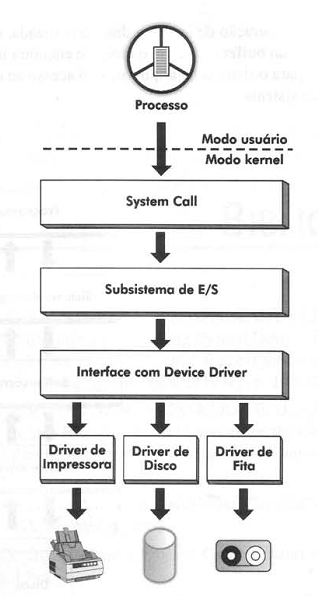 Processo
Modo usuário
Modo kernel
System Call
Subsistema de E/S
Interface com Device Driver
Driver de
Impressora
Driver de
Disco
Driver de
Fita